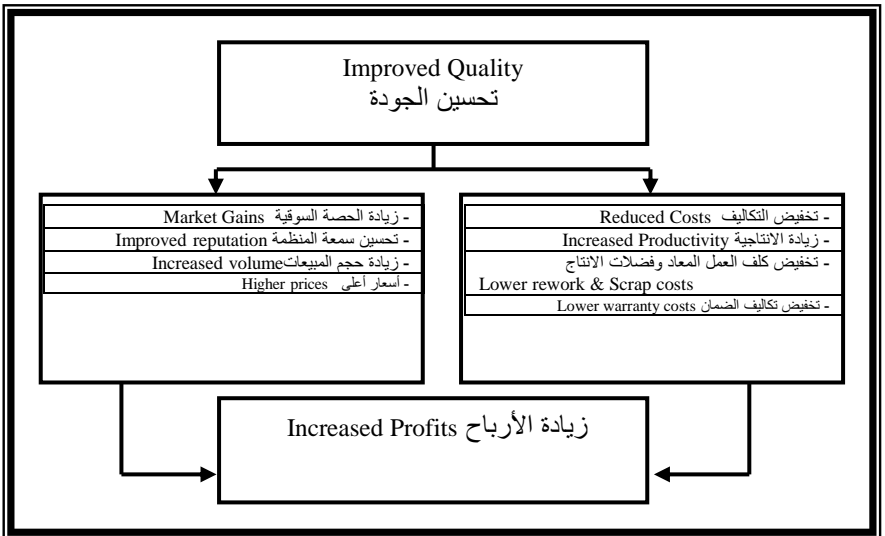 Improved Quality
تحسين الجودة
- زيادة الحصة السوقية Market Gains
- تحسين سمعة المنظمة Improved reputation
- زيادة حجم المبيعاتIncreased volume
- أسعار أعلى Higher prices
- تخفيض التكاليف Reduced Costs
- زيادة الانتاجية Increased Productivity
- تخفيض كلف العمل المعاد وفضلات الانتاج
Lower rework & Scrap costs
- تخفيض تكاليف الضمان Lower warranty costs
زيادة الأرباح Increased Profits